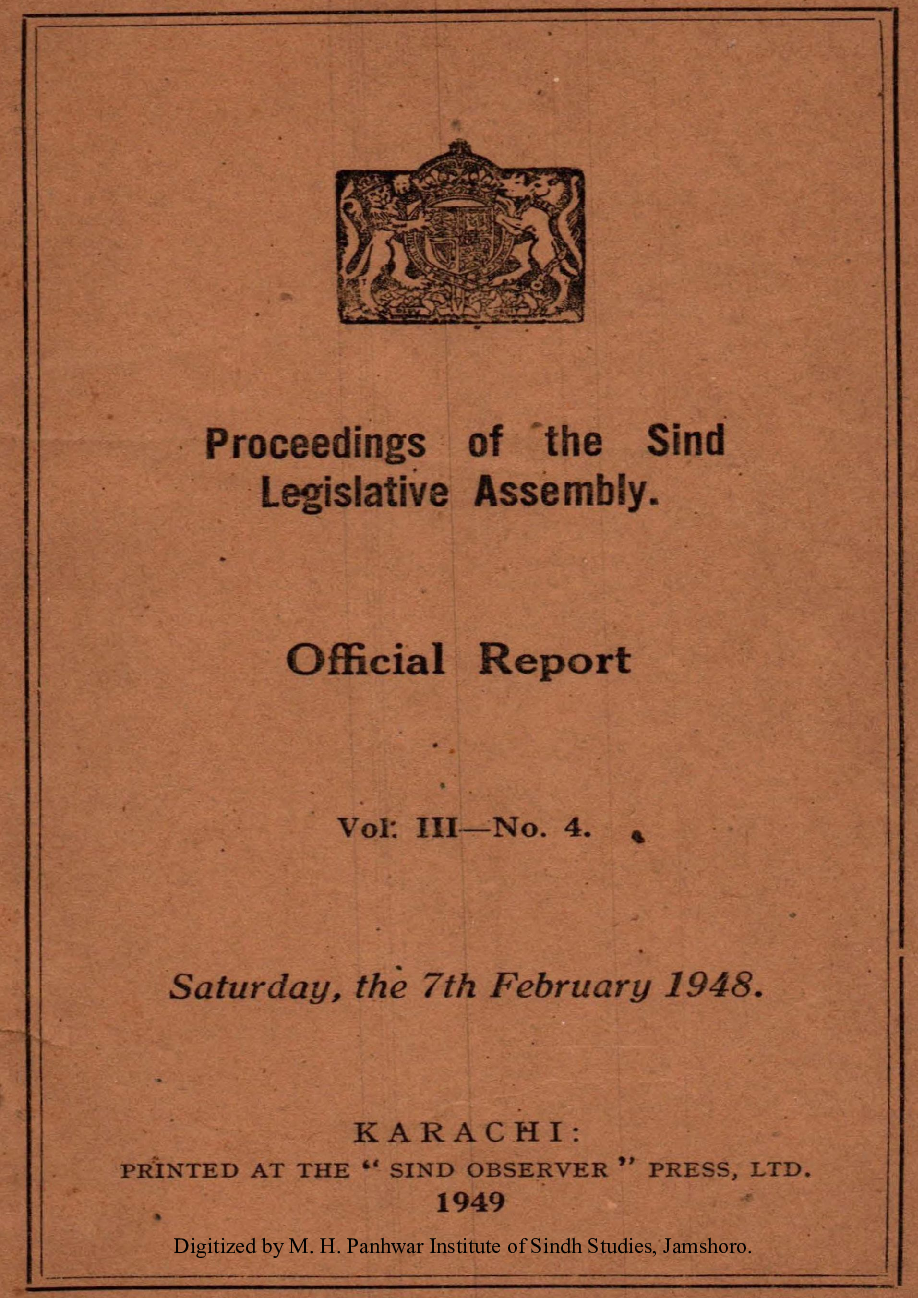 Proceedings of the Sind
Legislative Assembly.
Official Report
Vol. III—No. 4.
Saturday, the 7th February 1948.
KARACHI:
PRINTED AT THE “ SIND OBSERVER ” PRESS, LTD.
1949
Digitized by M. H. Panhwar Institute of Sindh Studies, Jamshoro.